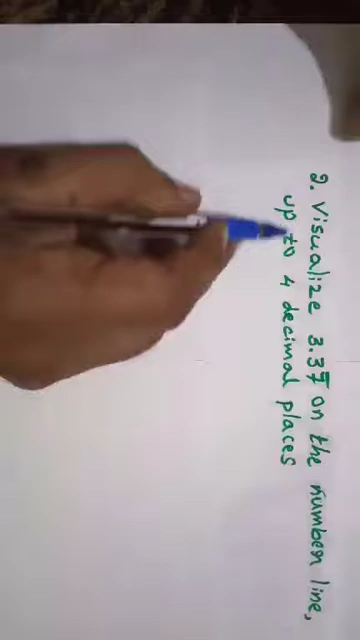 2. Visualize 3.37̅ on the number line,
up to 4 decimal places